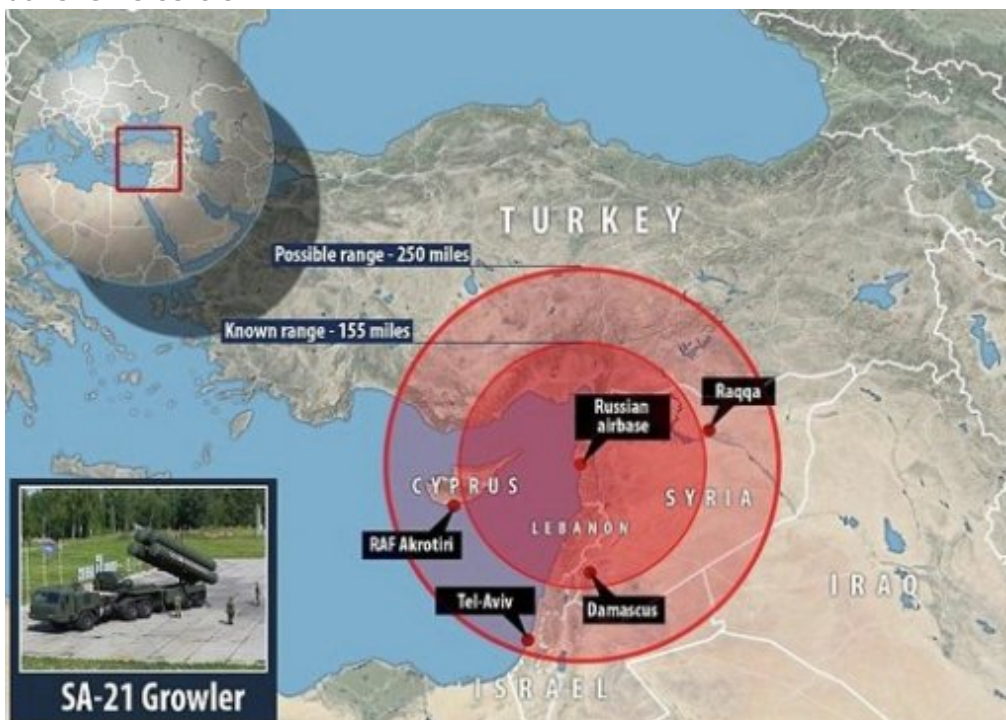 TURKEY
Possible range - 250 miles
Known range - 155 miles
Raqqa
Russian
airbase
CYPRUS
SYRIA
LEBANON
RAF Akrotiri
IRAQ
Tel-Aviv
Damascus
ISRAEL
SA-21 Growler